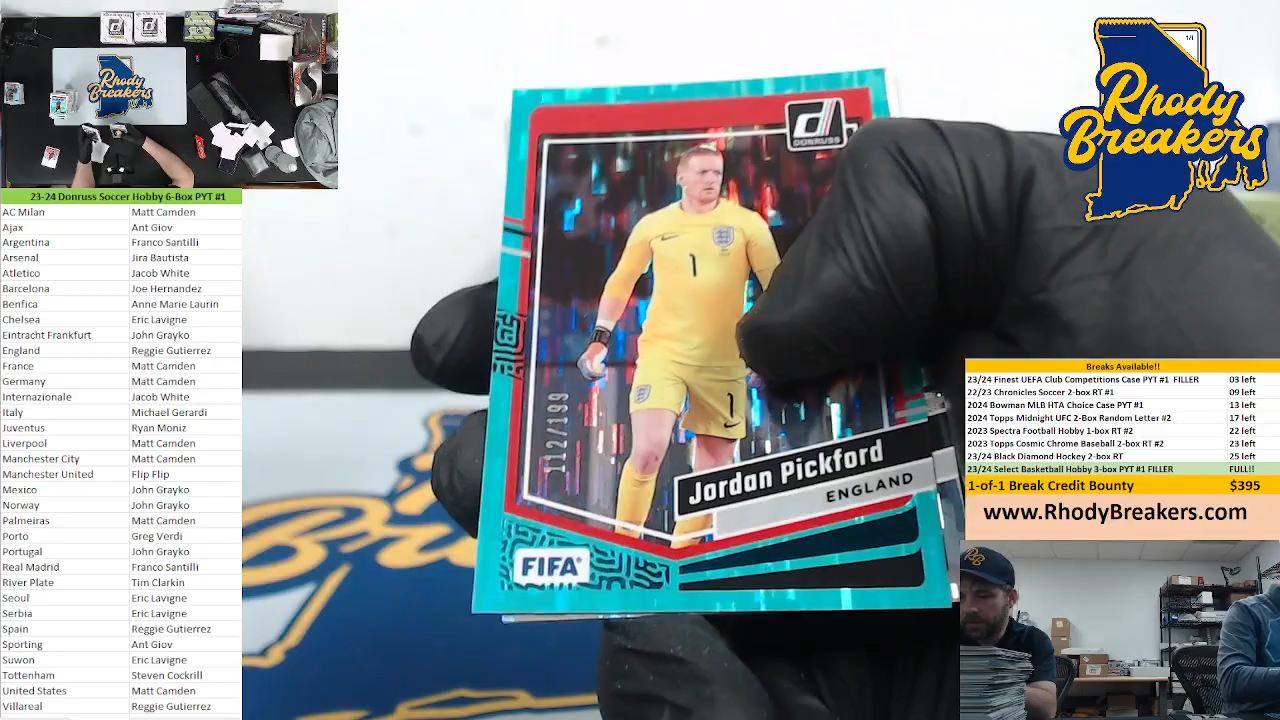 Rhody
Breakers
23-24 Donruss Soccer Hobby 6-Box PYT #1
AC Milan Matt Camden
Ajax Ant Giov
Argentina Franco Santilli
Arsenal Jira Bautista
Atletico Jacob White
Barcelona Joe Hernandez
Benfica Anne Marie Laurin
Chelsea Eric Lavigne
Eintracht Frankfurt John Grayko
England Reggie Gutierrez
France Matt Camden
Germany Matt Camden
Internazionale Jacob White
Italy Michael Gerardi
Juventus Ryan Moniz
Liverpool Matt Camden
Manchester City Matt Camden
Manchester United Flip Flip
Mexico John Grayko
Norway John Grayko
Palmeiras Matt Camden
Porto Greg Verdi
Portugal John Grayko
Real Madrid Franco Santilli
River Plate Tim Clarkin
Seoul Eric Lavigne
Serbia Eric Lavigne
Spain Reggie Gutierrez
Sporting Ant Giov
Suwon Eric Lavigne
Tottenham Steven Cockrill
United States Matt Camden
Villareal Reggie Gutierrez
DONRUSS
1
1
112/199
Jordan Pickford
ENGLAND
FIFA
1/1
Rhody
Breakers
Breaks Available!!
23/24 Finest UEFA Club Competitions Case PYT #1 FILLER 03 left
22/23 Chronicles Soccer 2-box RT #1 09 left
2024 Bowman MLB HTA Choice Case PYT #1 13 left
2024 Topps Midnight UFC 2-Box Random Letter #2 17 left
2023 Spectra Football Hobby 1-box RT #2 22 left
2023 Topps Cosmic Chrome Baseball 2-box RT #2 23 left
23/24 Black Diamond Hockey 2-box RT 25 left
23/24 Select Basketball Hobby 3-box PYT #1 FILLER FULL!!
1-of-1 Break Credit Bounty $395
www.RhodyBreakers.com
RB